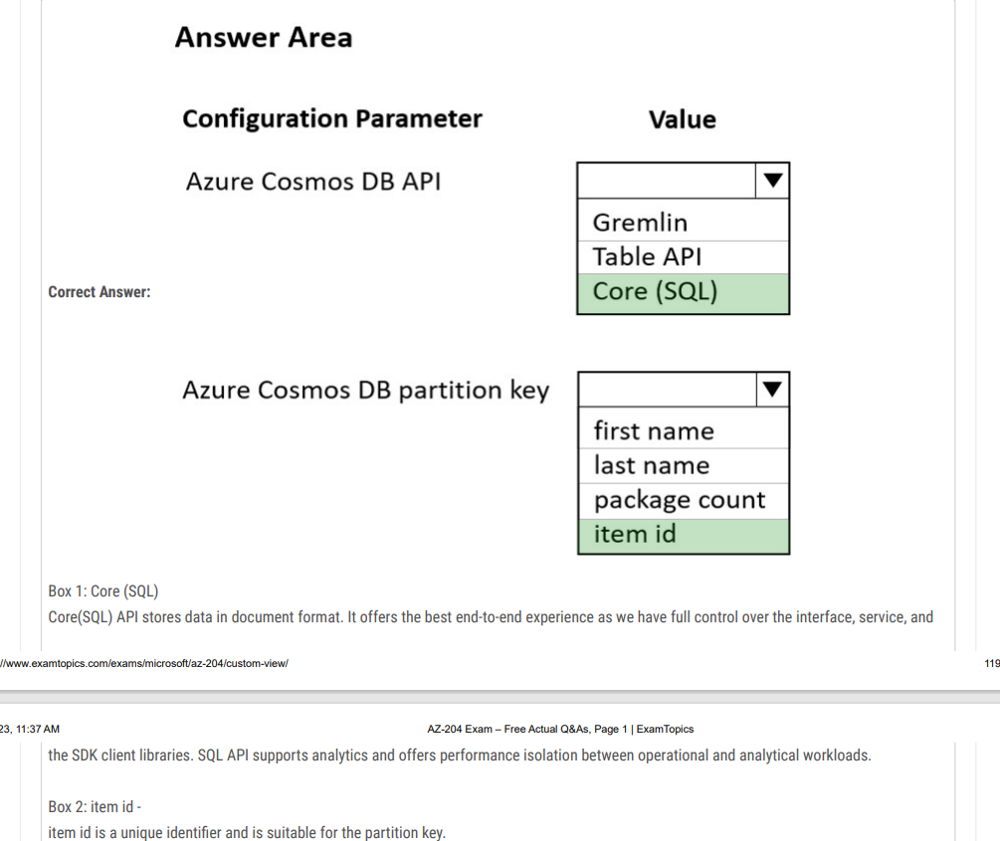 Answer Area
Configuration Parameter Value
Azure Cosmos DB API
Gremlin
Table API
Core (SQL)
Correct Answer:
Azure Cosmos DB partition key
first name
last name
package count
item id
Box 1: Core (SQL)
Core(SQL) API stores data in document format. It offers the best end-to-end experience as we have full control over the interface, service, and
//www.examtopics.com/exams/microsoft/az-204/custom-view/ 119
23, 11:37 AM AZ-204 Exam – Free Actual Q&As, Page 1 | ExamTopics
the SDK client libraries. SQL API supports analytics and offers performance isolation between operational and analytical workloads.
Box 2: item id -
item id is a unique identifier and is suitable for the partition key.